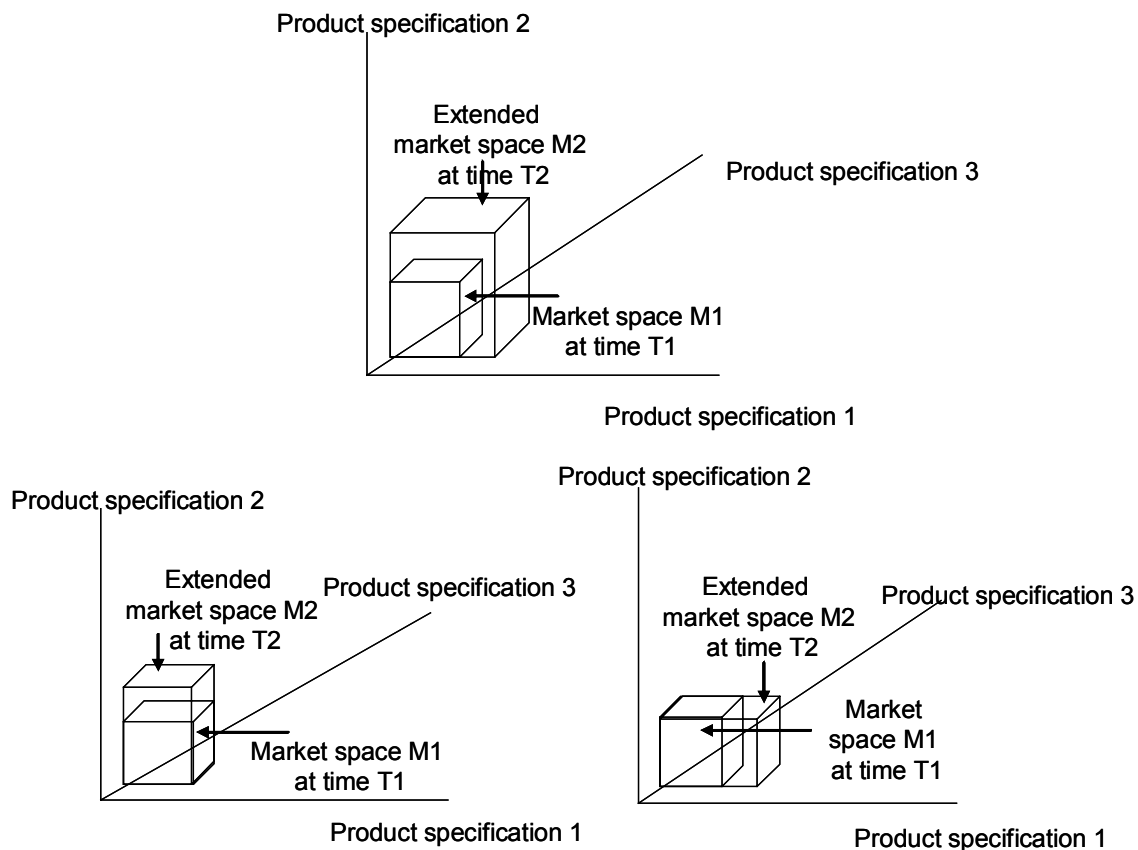 Product specification 2
Extended
market space M2
at time T2
Product specification 3
Market space M1
at time T1
Product specification 1
Product specification 2
Extended
market space M2
at time T2
Product specification 3
Market space M1
at time T1
Product specification 1
Product specification 2
Extended
market space M2
at time T2
Product specification 3
Market
space M1
at time T1
Product specification 1